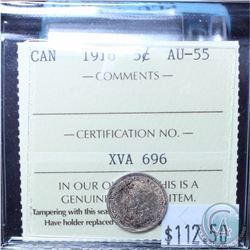 CAN 1918 5¢ AU-55
— COMMENTS —
— CERTIFICATION NO. —
XVA 696
IN OUR O THIS IS A
GENUINE ITEM.
Tampering with this sea
Have holder replaced
$112.50